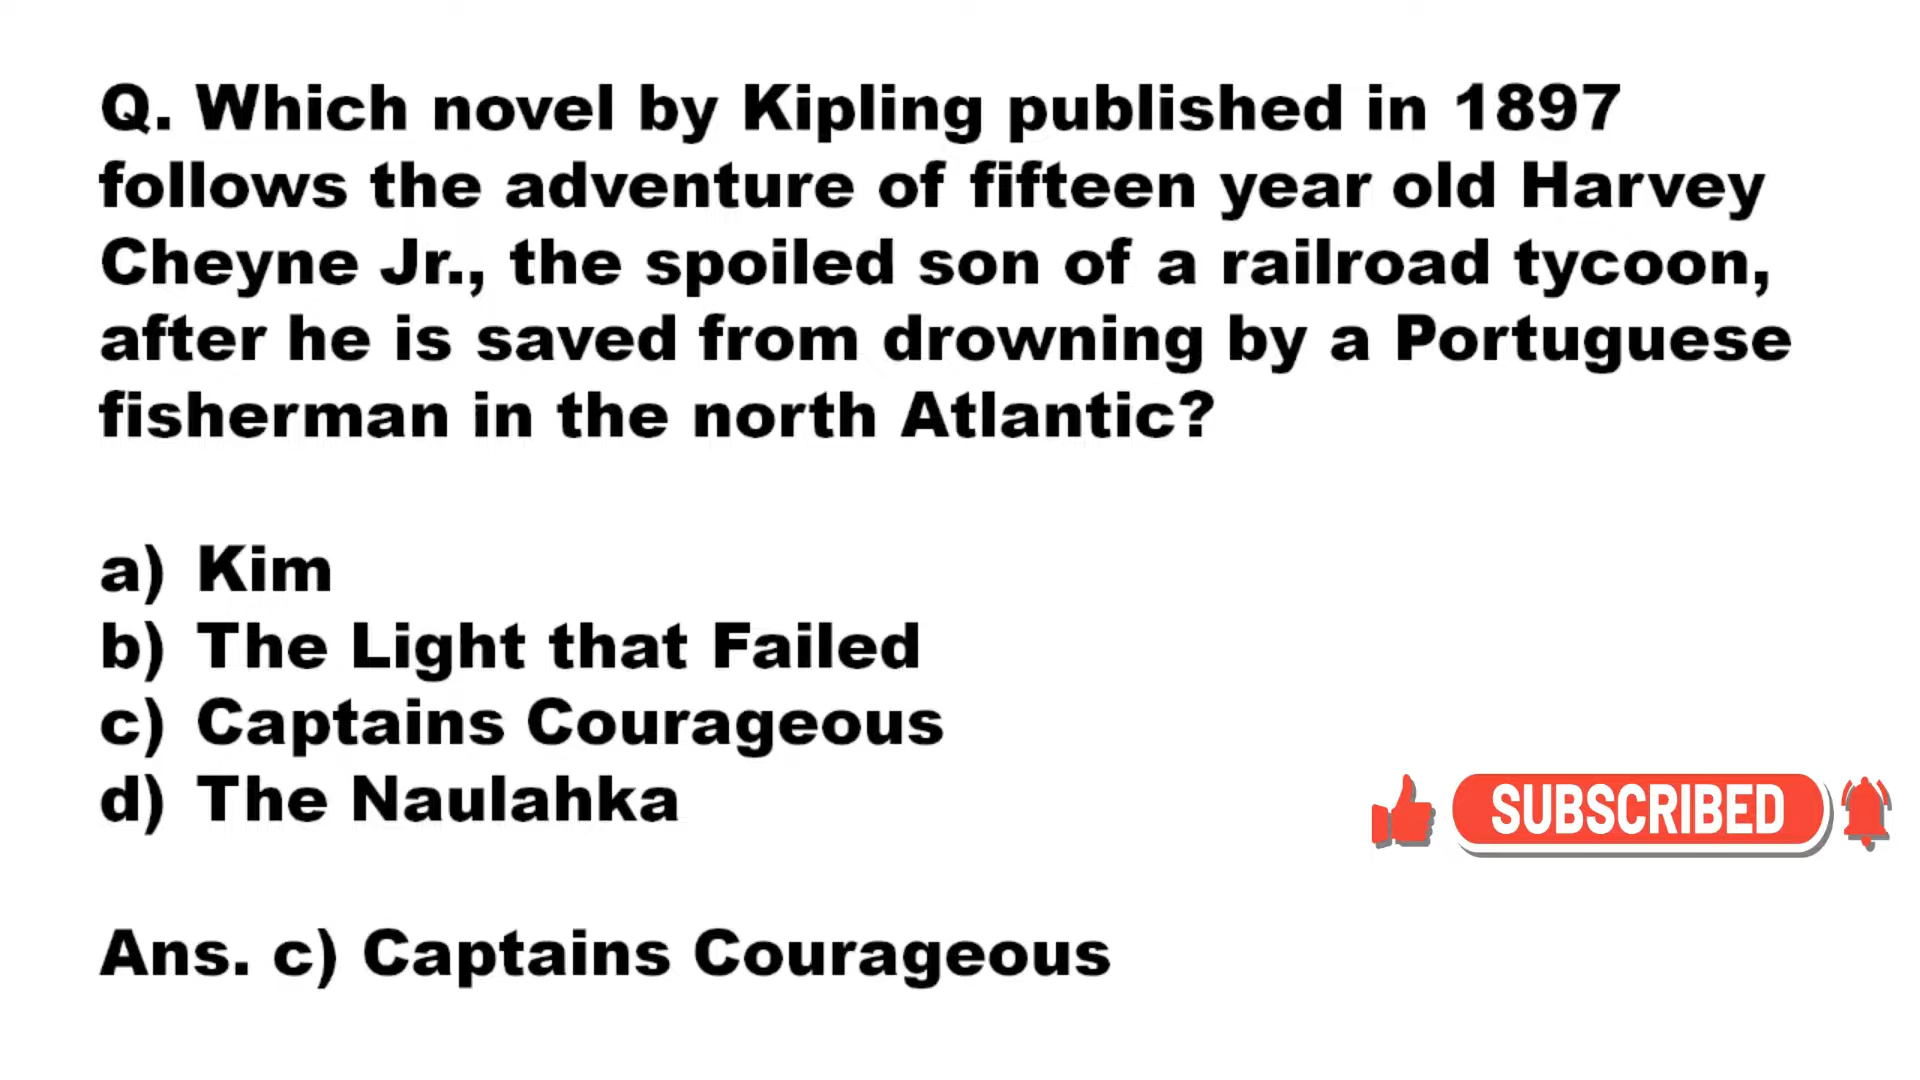 Q. Which novel by Kipling published in 1897
follows the adventure of fifteen year old Harvey
Cheyne Jr., the spoiled son of a railroad tycoon,
after he is saved from drowning by a Portuguese
fisherman in the north Atlantic?
a) Kim
b) The Light that Failed
c) Captains Courageous
d) The Naulahka
SUBSCRIBED
Ans. c) Captains Courageous